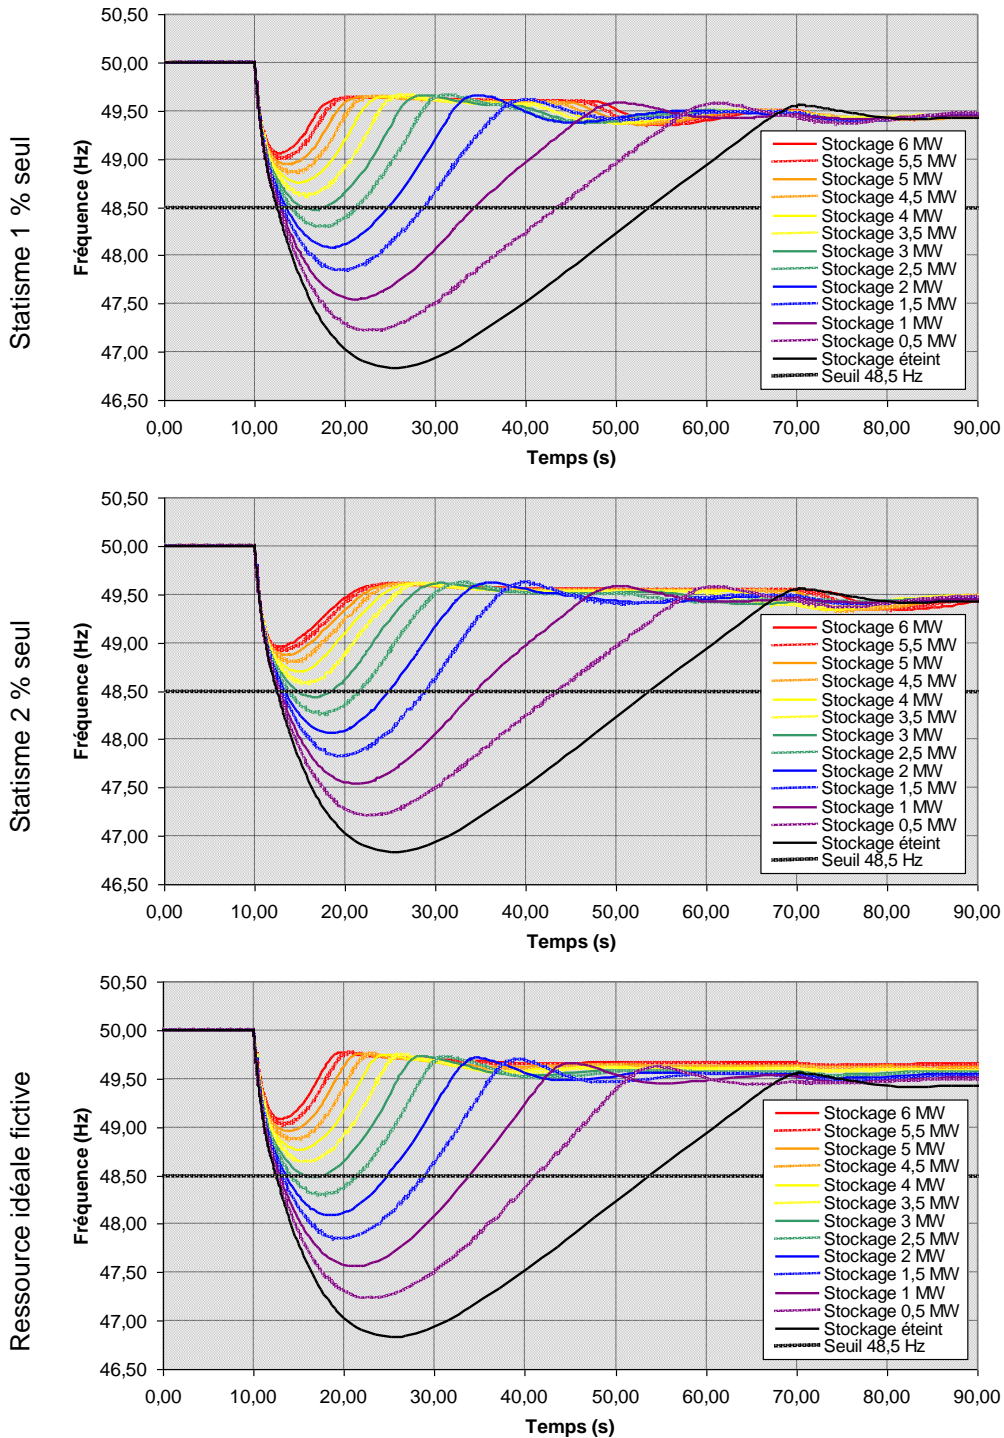 Statisme 1 % seul
Fréquence (Hz)
50,50
50,00
49,50
49,00
48,50
48,00
47,50
47,00
46,50
0,00 10,00 20,00 30,00 40,00 50,00 60,00 70,00 80,00 90,00
Temps (s)
Stockage 6 MW
Stockage 5,5 MW
Stockage 5 MW
Stockage 4,5 MW
Stockage 4 MW
Stockage 3,5 MW
Stockage 3 MW
Stockage 2,5 MW
Stockage 2 MW
Stockage 1,5 MW
Stockage 1 MW
Stockage 0,5 MW
Stockage éteint
Seuil 48,5 Hz
Statisme 2 % seul
Fréquence (Hz)
50,50
50,00
49,50
49,00
48,50
48,00
47,50
47,00
46,50
0,00 10,00 20,00 30,00 40,00 50,00 60,00 70,00 80,00 90,00
Temps (s)
Stockage 6 MW
Stockage 5,5 MW
Stockage 5 MW
Stockage 4,5 MW
Stockage 4 MW
Stockage 3,5 MW
Stockage 3 MW
Stockage 2,5 MW
Stockage 2 MW
Stockage 1,5 MW
Stockage 1 MW
Stockage 0,5 MW
Stockage éteint
Seuil 48,5 Hz
Ressource idéale fictive
Fréquence (Hz)
50,50
50,00
49,50
49,00
48,50
48,00
47,50
47,00
46,50
0,00 10,00 20,00 30,00 40,00 50,00 60,00 70,00 80,00 90,00
Temps (s)
Stockage 6 MW
Stockage 5,5 MW
Stockage 5 MW
Stockage 4,5 MW
Stockage 4 MW
Stockage 3,5 MW
Stockage 3 MW
Stockage 2,5 MW
Stockage 2 MW
Stockage 1,5 MW
Stockage 1 MW
Stockage 0,5 MW
Stockage éteint
Seuil 48,5 Hz